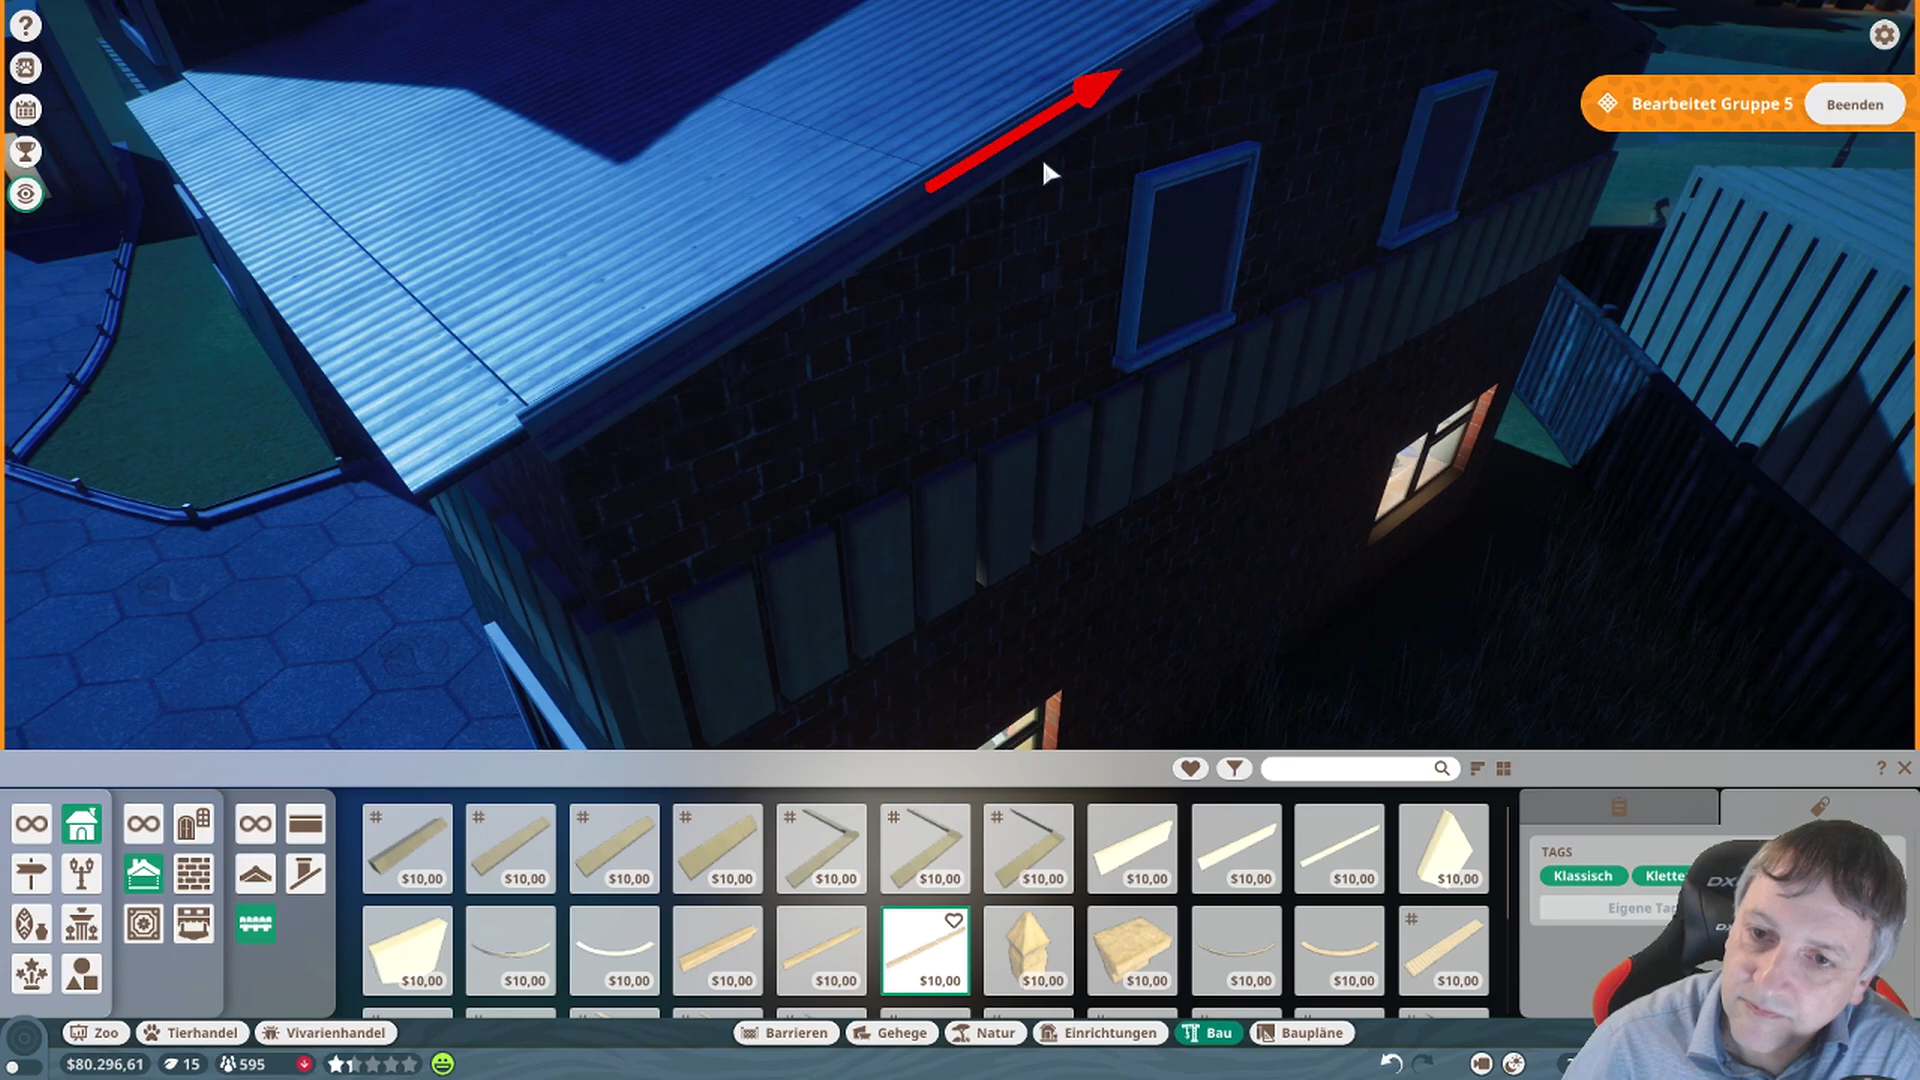 Bearbeitet Gruppe 5
Beenden
TAGS
Klassisch
Klette
Eigene Tag
# # # # # # #
$10,00 $10,00 $10,00 $10,00 $10,00 $10,00 $10,00 $10,00 $10,00 $10,00 $10,00
#
$10,00 $10,00 $10,00 $10,00 $10,00 $10,00 $10,00 $10,00 $10,00 $10,00 $10,00
Zoo Tierhandel Vivarienhandel Barrieren Gehege Natur Einrichtungen Bau Baupläne
$80.296,61 15 595